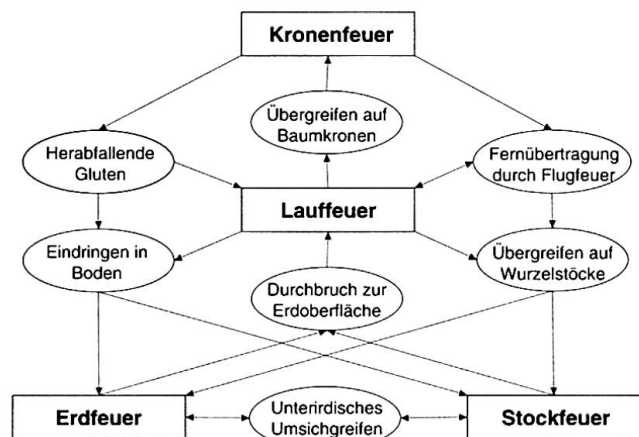 Kronenfeuer
Übergreifen auf
Baumkronen
Herabfallende
Gluten
Fernübertragung
durch Flugfeuer
Lauffeuer
Eindringen in
Boden
Übergreifen auf
Wurzelstöcke
Durchbruch zur
Erdoberfläche
Erdfeuer
Unterirdisches
Umsichgreifen
Stockfeuer